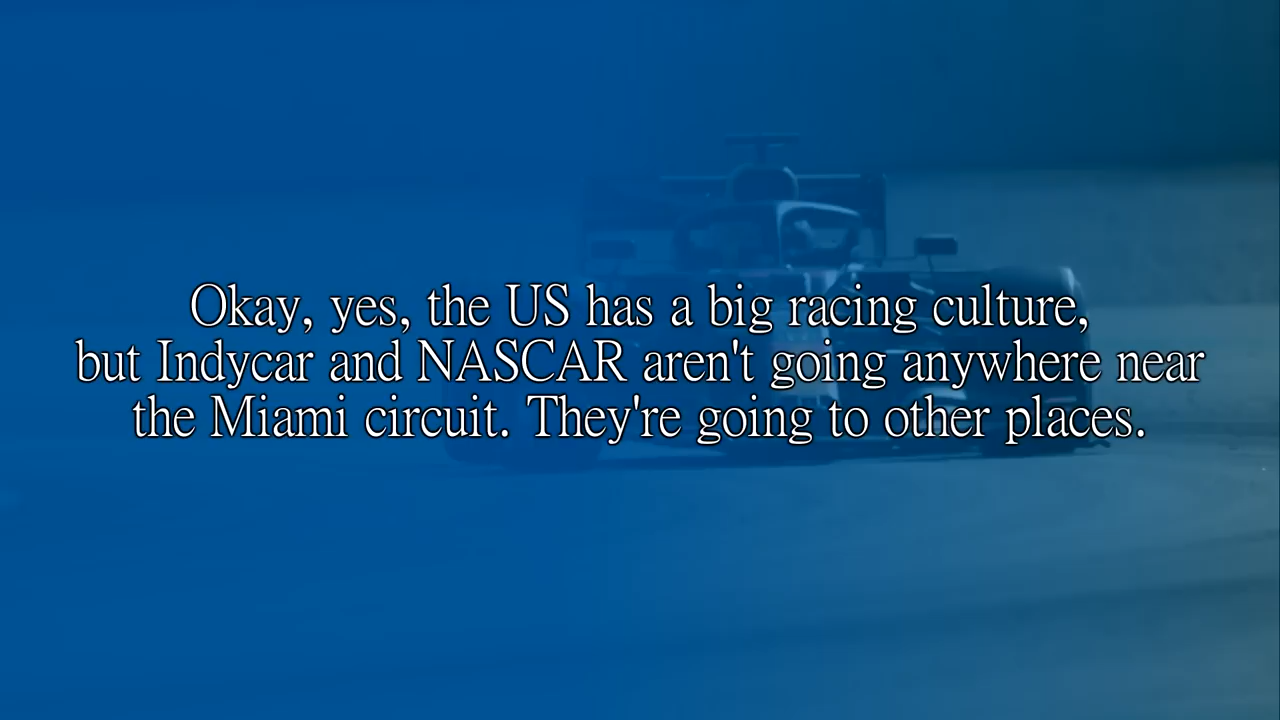 Okay, yes, the US has a big racing culture,
but Indycar and NASCAR aren't going anywhere near
the Miami circuit. They're going to other places.